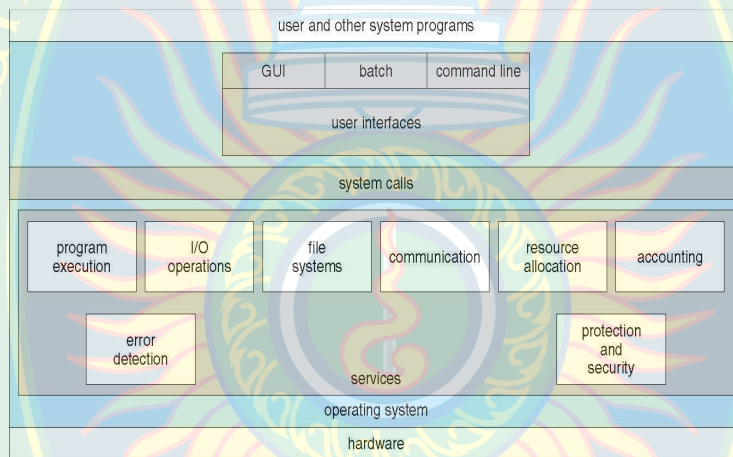 user and other system programs
GUI batch command line
user interfaces
system calls
program execution
I/O operations
file systems
communication
resource allocation
accounting
error detection
protection and security
services
operating system
hardware